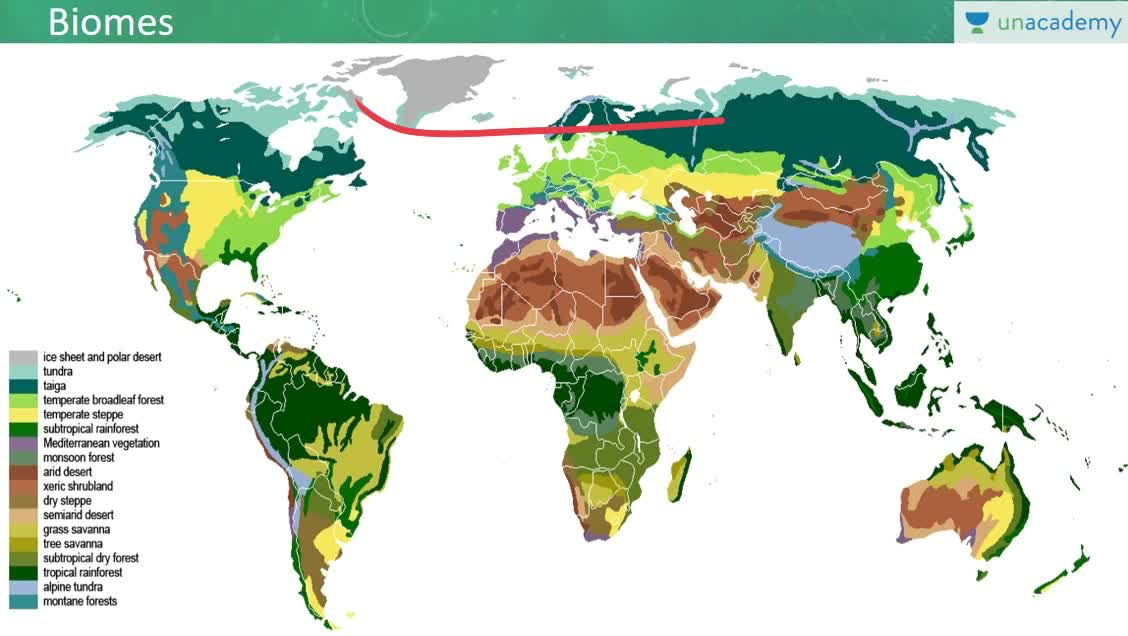 Biomes
unacademy
ice sheet and polar desert
tundra
taiga
temperate broadleaf forest
temperate steppe
subtropical rainforest
Mediterranean vegetation
monsoon forest
arid desert
xeric shrubland
dry steppe
semiarid desert
grass savanna
tree savanna
subtropical dry forest
tropical rainforest
alpine tundra
montane forests